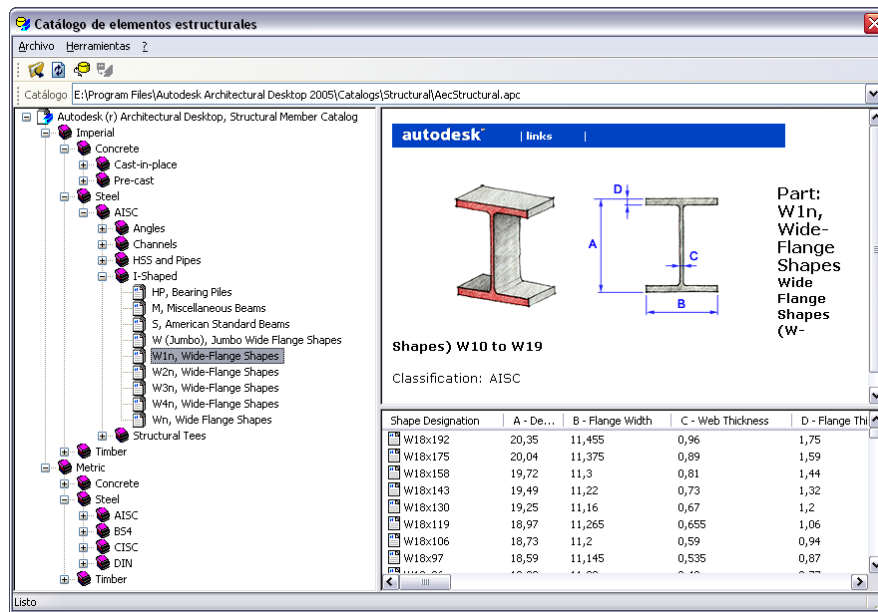 Catálogo de elementos estructurales
Archivo Herramientas ?
Catálogo E:\Program Files\Autodesk Architectural Desktop 2005\Catalogs\Structural\AecStructural.apc
Autodesk (r) Architectural Desktop, Structural Member Catalog
Imperial
Concrete
Cast-in-place
Pre-cast
Steel
AISC
Angles
Channels
HSS and Pipes
I-Shaped
HP, Bearing Piles
M, Miscellaneous Beams
S, American Standard Beams
W (Jumbo), Jumbo Wide Flange Shapes
W1n, Wide-Flange Shapes
W2n, Wide-Flange Shapes
W3n, Wide-Flange Shapes
W4n, Wide-Flange Shapes
Wn, Wide Flange Shapes
Structural Tees
Timber
Metric
Concrete
Steel
AISC
BS4
CISC
DIN
Timber
autodesk | links |
D
A
C
B
Part:
W1n,
Wide-
Flange
Shapes
Wide
Flange
Shapes
(W-
Shapes) W10 to W19
Classification: AISC
Shape Designation A - De... B - Flange Width C - Web Thickness D - Flange Thi
W18x192 20,35 11,455 0,96 1,75
W18x175 20,04 11,375 0,89 1,59
W18x158 19,72 11,3 0,81 1,44
W18x143 19,49 11,22 0,73 1,32
W18x130 19,25 11,16 0,67 1,2
W18x119 18,97 11,265 0,655 1,06
W18x106 18,73 11,2 0,59 0,94
W18x97 18,59 11,145 0,535 0,87
Listo